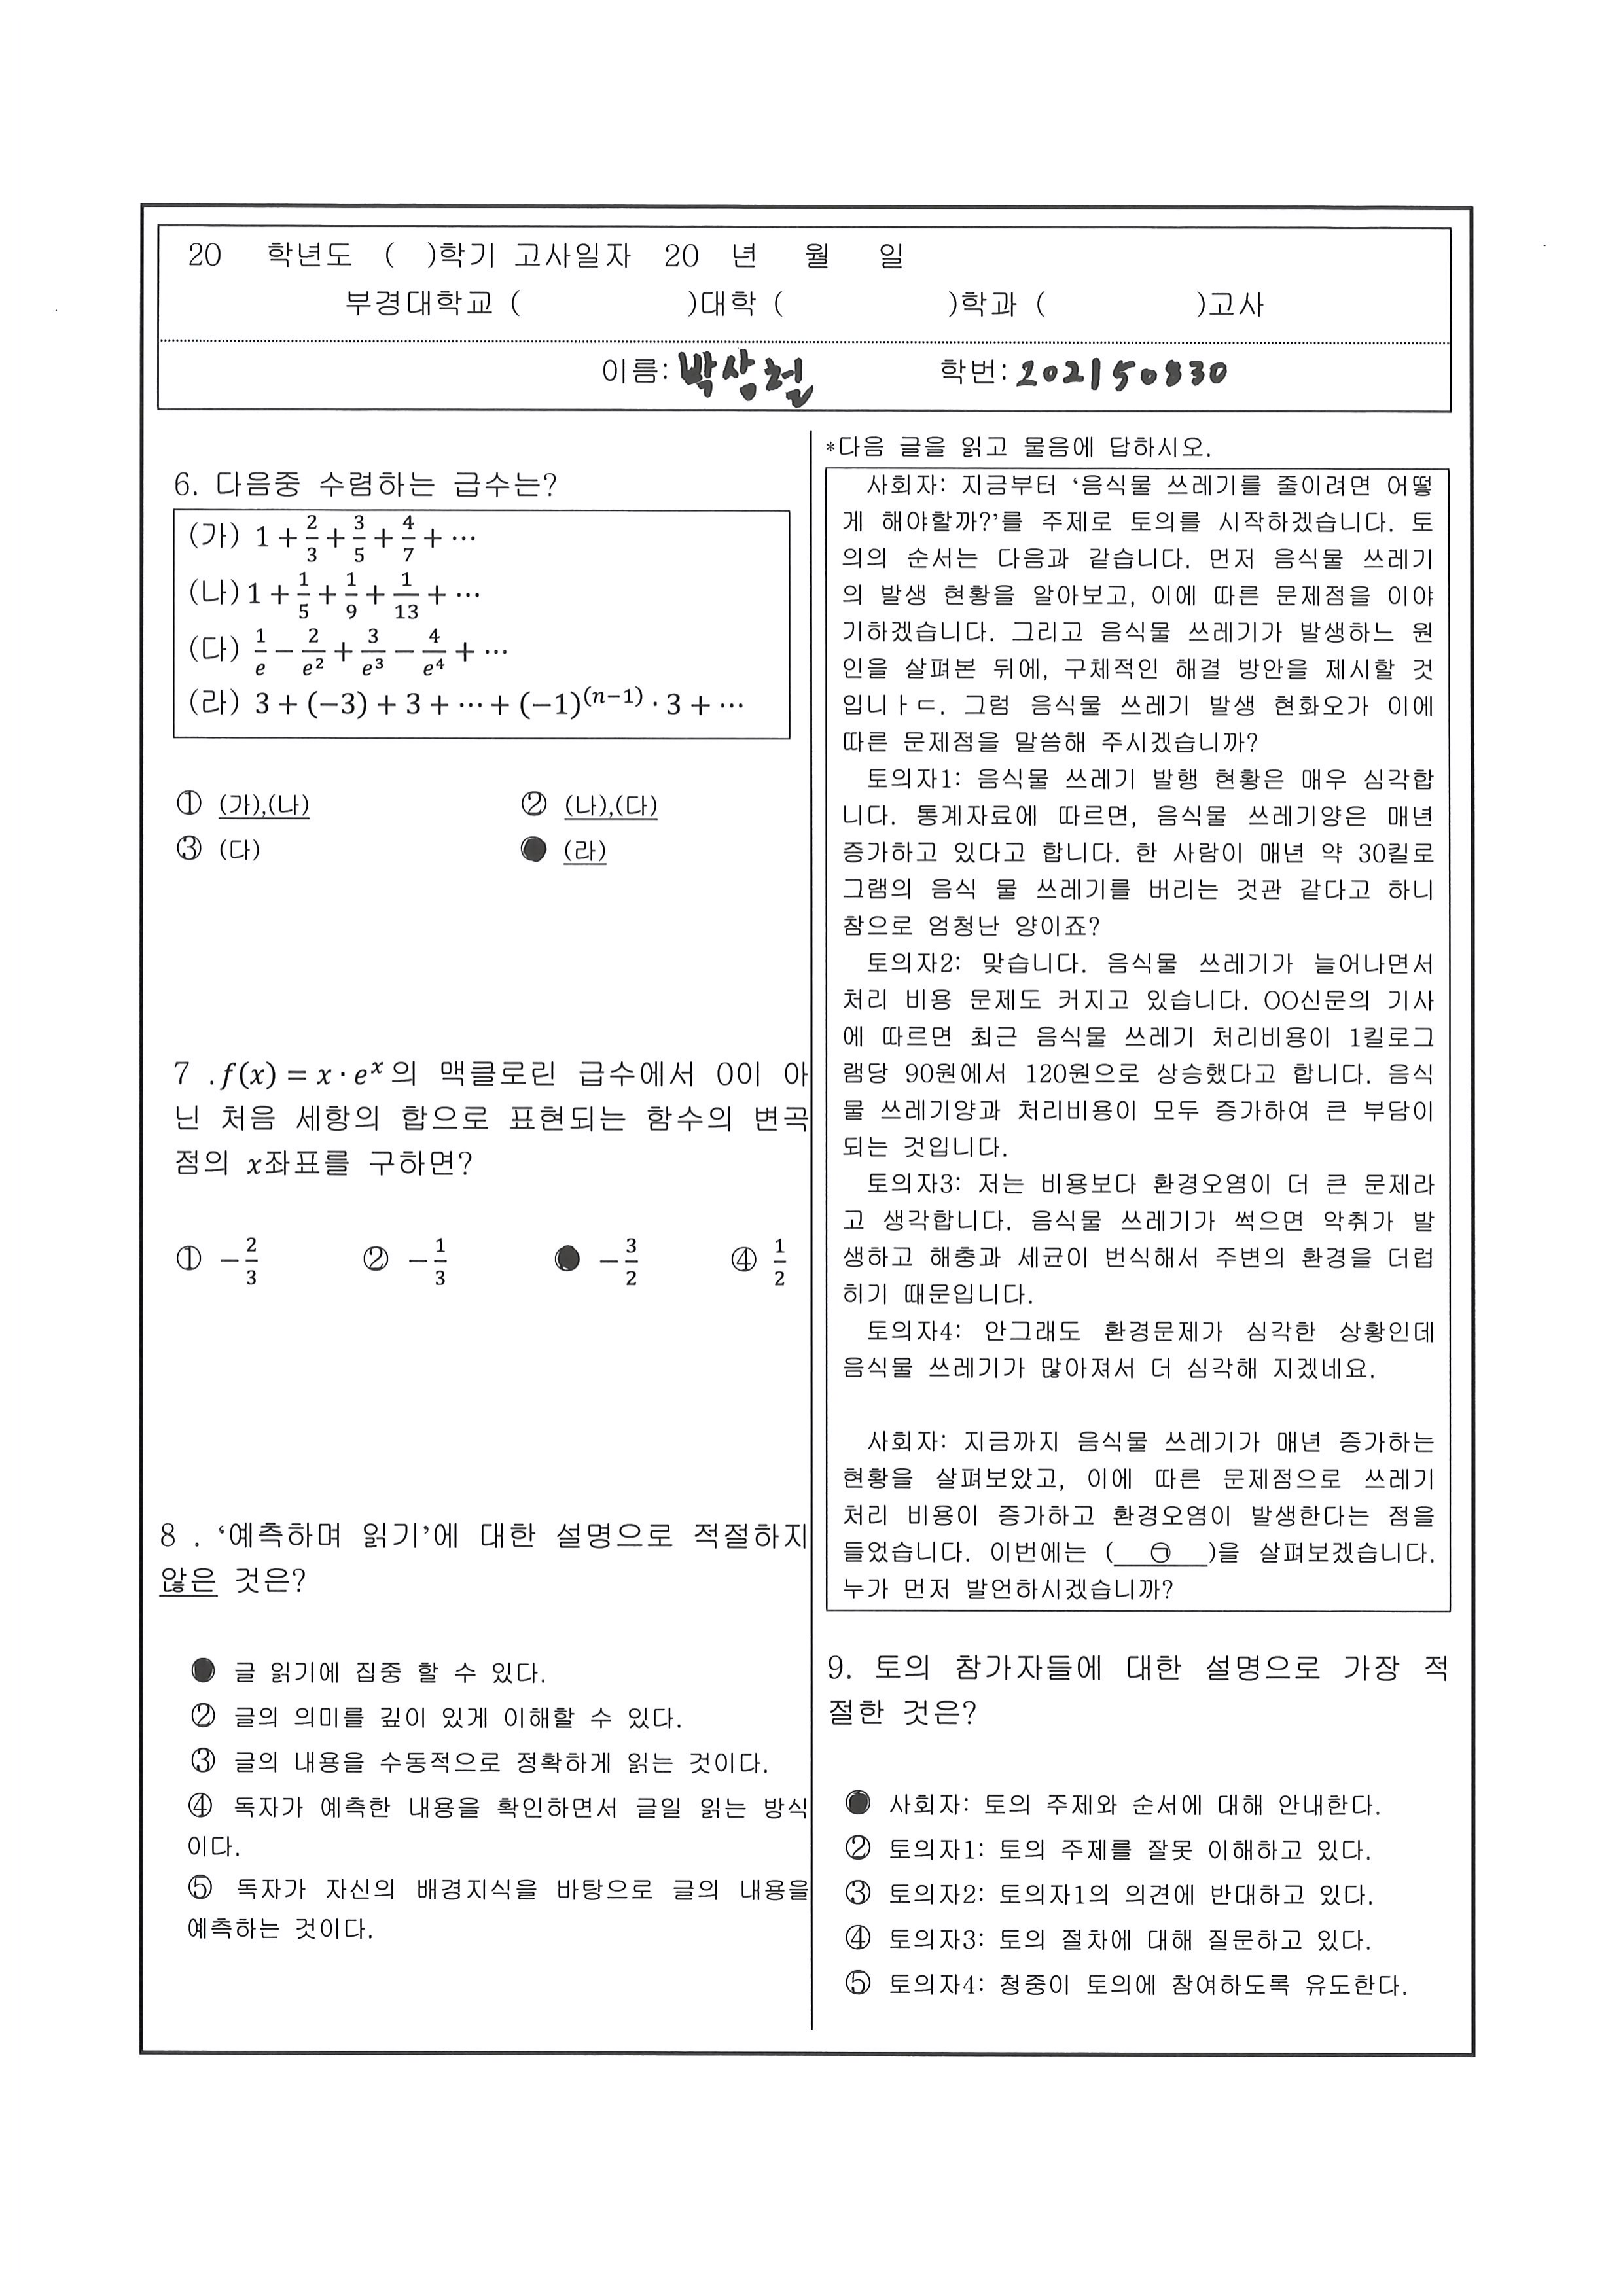 20 학년도 ( )학기 고사일자 20 년 월 일
부경대학교 ( )대학 ( )학과 ( )고사
이름: 박삼철 학번: 202150830
6. 다음중 수렴하는 급수는?
(가) 1 + 2/3 + 3/5 + 4/7 + ⋯
(나) 1 + 1/5 + 1/9 + 1/13 + ⋯
(다) 1/e − 2/e² + 3/e³ − 4/e⁴ + ⋯
(라) 3 + (−3) + 3 + ⋯ + (−1)^(n−1) · 3 + ⋯
① (가),(나) ② (나),(다)
③ (다) ● (라)
7 .f(x) = x · eˣ의 맥클로린 급수에서 0이 아
닌 처음 세항의 합으로 표현되는 함수의 변곡
점의 x좌표를 구하면?
① −2/3 ② −1/3 ● −3/2 ④ 1/2
8 . ‘예측하며 읽기’에 대한 설명으로 적절하지
않은 것은?
● 글 읽기에 집중 할 수 있다.
② 글의 의미를 깊이 있게 이해할 수 있다.
③ 글의 내용을 수동적으로 정확하게 읽는 것이다.
④ 독자가 예측한 내용을 확인하면서 글일 읽는 방식
이다.
⑤ 독자가 자신의 배경지식을 바탕으로 글의 내용을
예측하는 것이다.
*다음 글을 읽고 물음에 답하시오.
사회자: 지금부터 ‘음식물 쓰레기를 줄이려면 어떻
게 해야할까?’를 주제로 토의를 시작하겠습니다. 토
의의 순서는 다음과 같습니다. 먼저 음식물 쓰레기
의 발생 현황을 알아보고, 이에 따른 문제점을 이야
기하겠습니다. 그리고 음식물 쓰레기가 발생하느 원
인을 살펴본 뒤에, 구체적인 해결 방안을 제시할 것
입니ㅏㄷ. 그럼 음식물 쓰레기 발생 현화오가 이에
따른 문제점을 말씀해 주시겠습니까?
토의자1: 음식물 쓰레기 발행 현황은 매우 심각합
니다. 통계자료에 따르면, 음식물 쓰레기양은 매년
증가하고 있다고 합니다. 한 사람이 매년 약 30킬로
그램의 음식 물 쓰레기를 버리는 것관 같다고 하니
참으로 엄청난 양이죠?
토의자2: 맞습니다. 음식물 쓰레기가 늘어나면서
처리 비용 문제도 커지고 있습니다. OO신문의 기사
에 따르면 최근 음식물 쓰레기 처리비용이 1킬로그
램당 90원에서 120원으로 상승했다고 합니다. 음식
물 쓰레기양과 처리비용이 모두 증가하여 큰 부담이
되는 것입니다.
토의자3: 저는 비용보다 환경오염이 더 큰 문제라
고 생각합니다. 음식물 쓰레기가 썩으면 악취가 발
생하고 해충과 세균이 번식해서 주변의 환경을 더럽
히기 때문입니다.
토의자4: 안그래도 환경문제가 심각한 상황인데
음식물 쓰레기가 많아져서 더 심각해 지겠네요.
사회자: 지금까지 음식물 쓰레기가 매년 증가하는
현황을 살펴보았고, 이에 따른 문제점으로 쓰레기
처리 비용이 증가하고 환경오염이 발생한다는 점을
들었습니다. 이번에는 ( ㉠ )을 살펴보겠습니다.
누가 먼저 발언하시겠습니까?
9. 토의 참가자들에 대한 설명으로 가장 적
절한 것은?
● 사회자: 토의 주제와 순서에 대해 안내한다.
② 토의자1: 토의 주제를 잘못 이해하고 있다.
③ 토의자2: 토의자1의 의견에 반대하고 있다.
④ 토의자3: 토의 절차에 대해 질문하고 있다.
⑤ 토의자4: 청중이 토의에 참여하도록 유도한다.